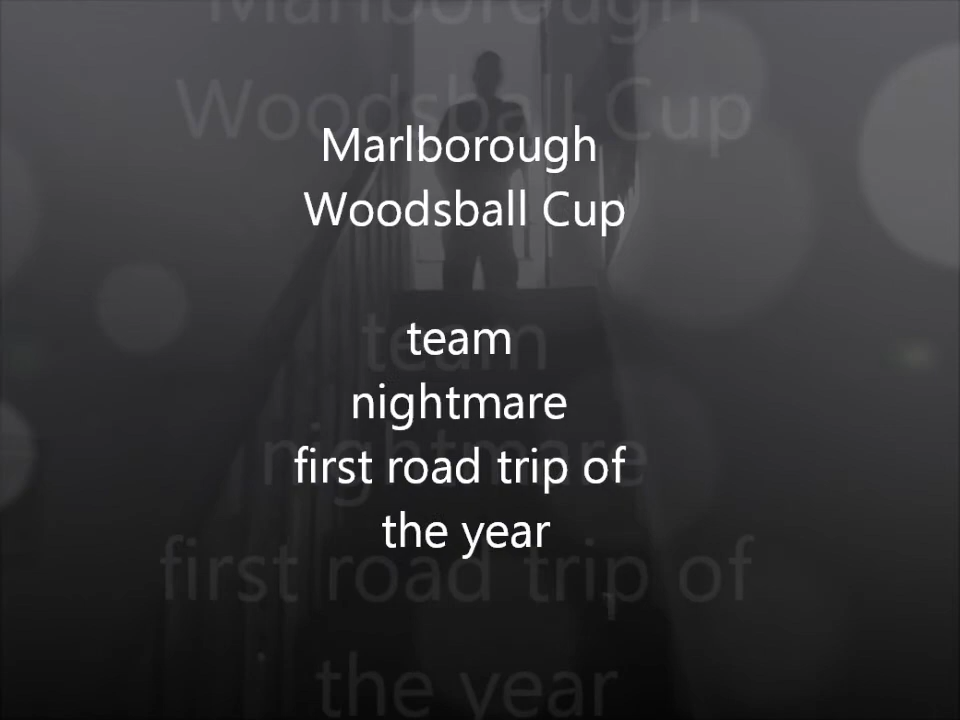 Marlborough
Woodsball Cup
team
nightmare
first road trip of
the year